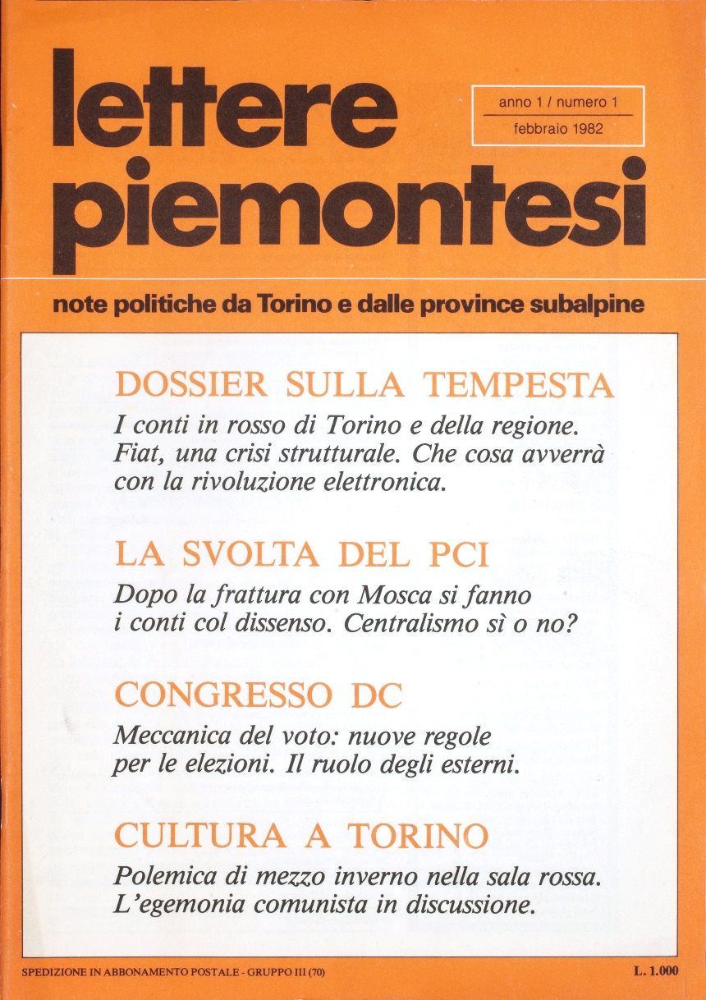 lettere
piemontesi
anno 1 / numero 1
febbraio 1982
note politiche da Torino e dalle province subalpine
DOSSIER SULLA TEMPESTA
I conti in rosso di Torino e della regione.
Fiat, una crisi strutturale. Che cosa avverrà
con la rivoluzione elettronica.
LA SVOLTA DEL PCI
Dopo la frattura con Mosca si fanno
i conti col dissenso. Centralismo sì o no?
CONGRESSO DC
Meccanica del voto: nuove regole
per le elezioni. Il ruolo degli esterni.
CULTURA A TORINO
Polemica di mezzo inverno nella sala rossa.
L'egemonia comunista in discussione.
SPEDIZIONE IN ABBONAMENTO POSTALE - GRUPPO III (70)
L. 1.000